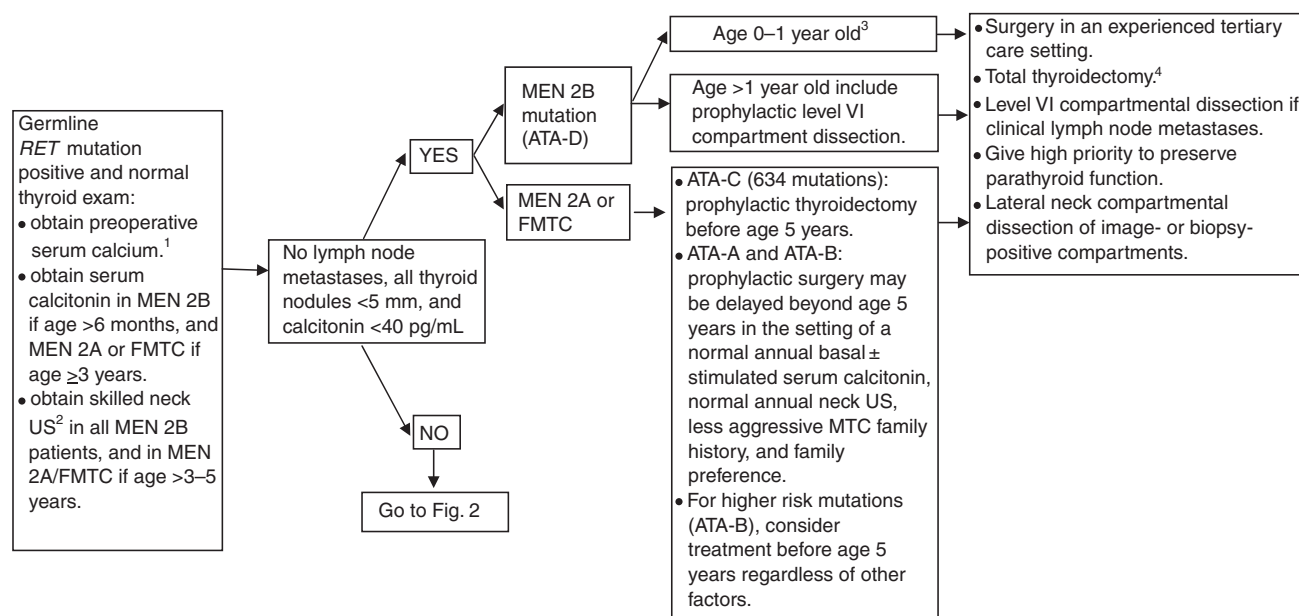 Germline
RET mutation
positive and normal
thyroid exam:
• obtain preoperative
serum calcium.1
• obtain serum
calcitonin in MEN 2B
if age >6 months, and
MEN 2A or FMTC if
age ≥3 years.
• obtain skilled neck
US2 in all MEN 2B
patients, and in MEN
2A/FMTC if age >3–5
years.
No lymph node
metastases, all thyroid
nodules <5 mm, and
calcitonin <40 pg/mL
YES
NO
Go to Fig. 2
MEN 2B
mutation
(ATA-D)
MEN 2A or
FMTC
Age 0–1 year old3
Age >1 year old include
prophylactic level VI
compartment dissection.
• ATA-C (634 mutations):
prophylactic thyroidectomy
before age 5 years.
• ATA-A and ATA-B:
prophylactic surgery may
be delayed beyond age 5
years in the setting of a
normal annual basal ±
stimulated serum calcitonin,
normal annual neck US,
less aggressive MTC family
history, and family
preference.
• For higher risk mutations
(ATA-B), consider
treatment before age 5
years regardless of other
factors.
• Surgery in an experienced tertiary
care setting.
• Total thyroidectomy.4
• Level VI compartmental dissection if
clinical lymph node metastases.
• Give high priority to preserve
parathyroid function.
• Lateral neck compartmental
dissection of image- or biopsy-
positive compartments.